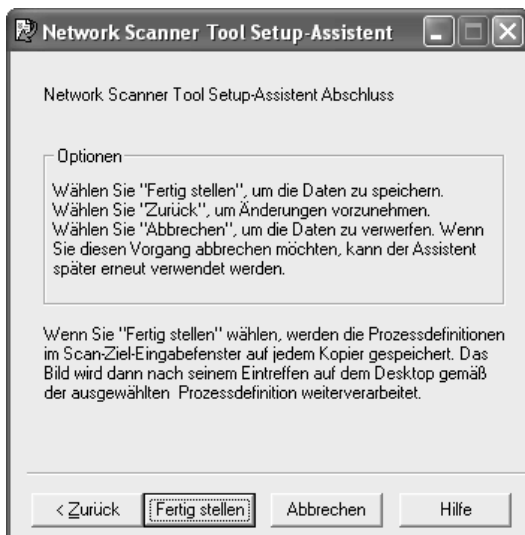 Network Scanner Tool Setup-Assistent
Network Scanner Tool Setup-Assistent Abschluss
Optionen
Wählen Sie "Fertig stellen", um die Daten zu speichern.
Wählen Sie "Zurück", um Änderungen vorzunehmen.
Wählen Sie "Abbrechen", um die Daten zu verwerfen. Wenn
Sie diesen Vorgang abbrechen möchten, kann der Assistent
später erneut verwendet werden.
Wenn Sie "Fertig stellen" wählen, werden die Prozessdefinitionen
im Scan-Ziel-Eingabefenster auf jedem Kopier gespeichert. Das
Bild wird dann nach seinem Eintreffen auf dem Desktop gemäß
der ausgewählten Prozessdefinition weiterverarbeitet.
< Zurück Fertig stellen Abbrechen Hilfe